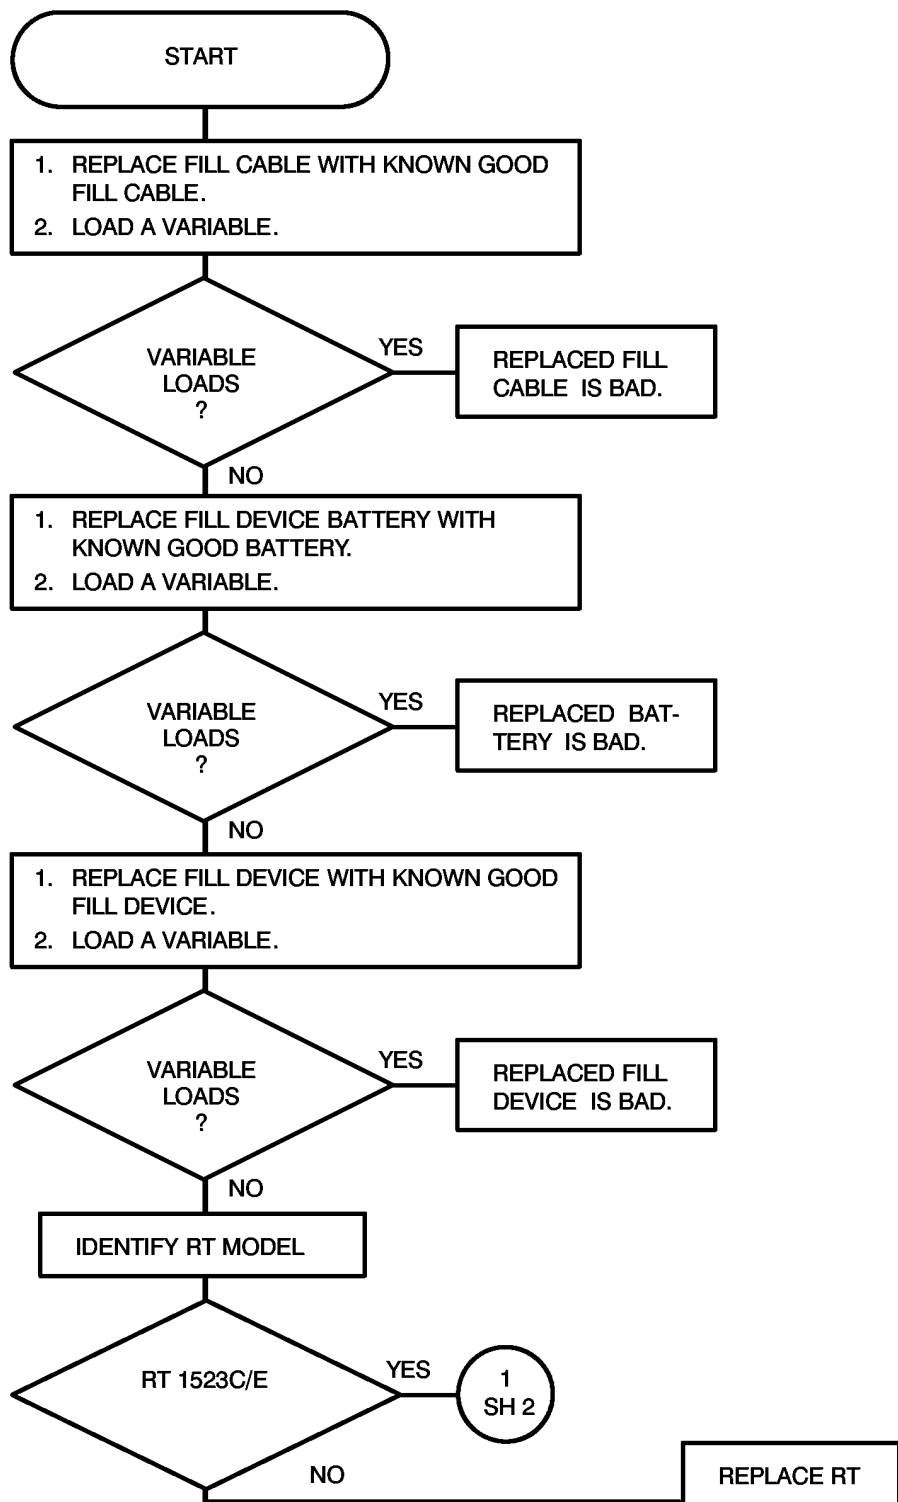 START
1. REPLACE FILL CABLE WITH KNOWN GOOD
FILL CABLE.
2. LOAD A VARIABLE.
VARIABLE
LOADS
?
YES
REPLACED FILL
CABLE IS BAD.
NO
1. REPLACE FILL DEVICE BATTERY WITH
KNOWN GOOD BATTERY.
2. LOAD A VARIABLE.
VARIABLE
LOADS
?
YES
REPLACED BAT-
TERY IS BAD.
NO
1. REPLACE FILL DEVICE WITH KNOWN GOOD
FILL DEVICE.
2. LOAD A VARIABLE.
VARIABLE
LOADS
?
YES
REPLACED FILL
DEVICE IS BAD.
NO
IDENTIFY RT MODEL
RT 1523C/E
YES
1
SH 2
NO
REPLACE RT